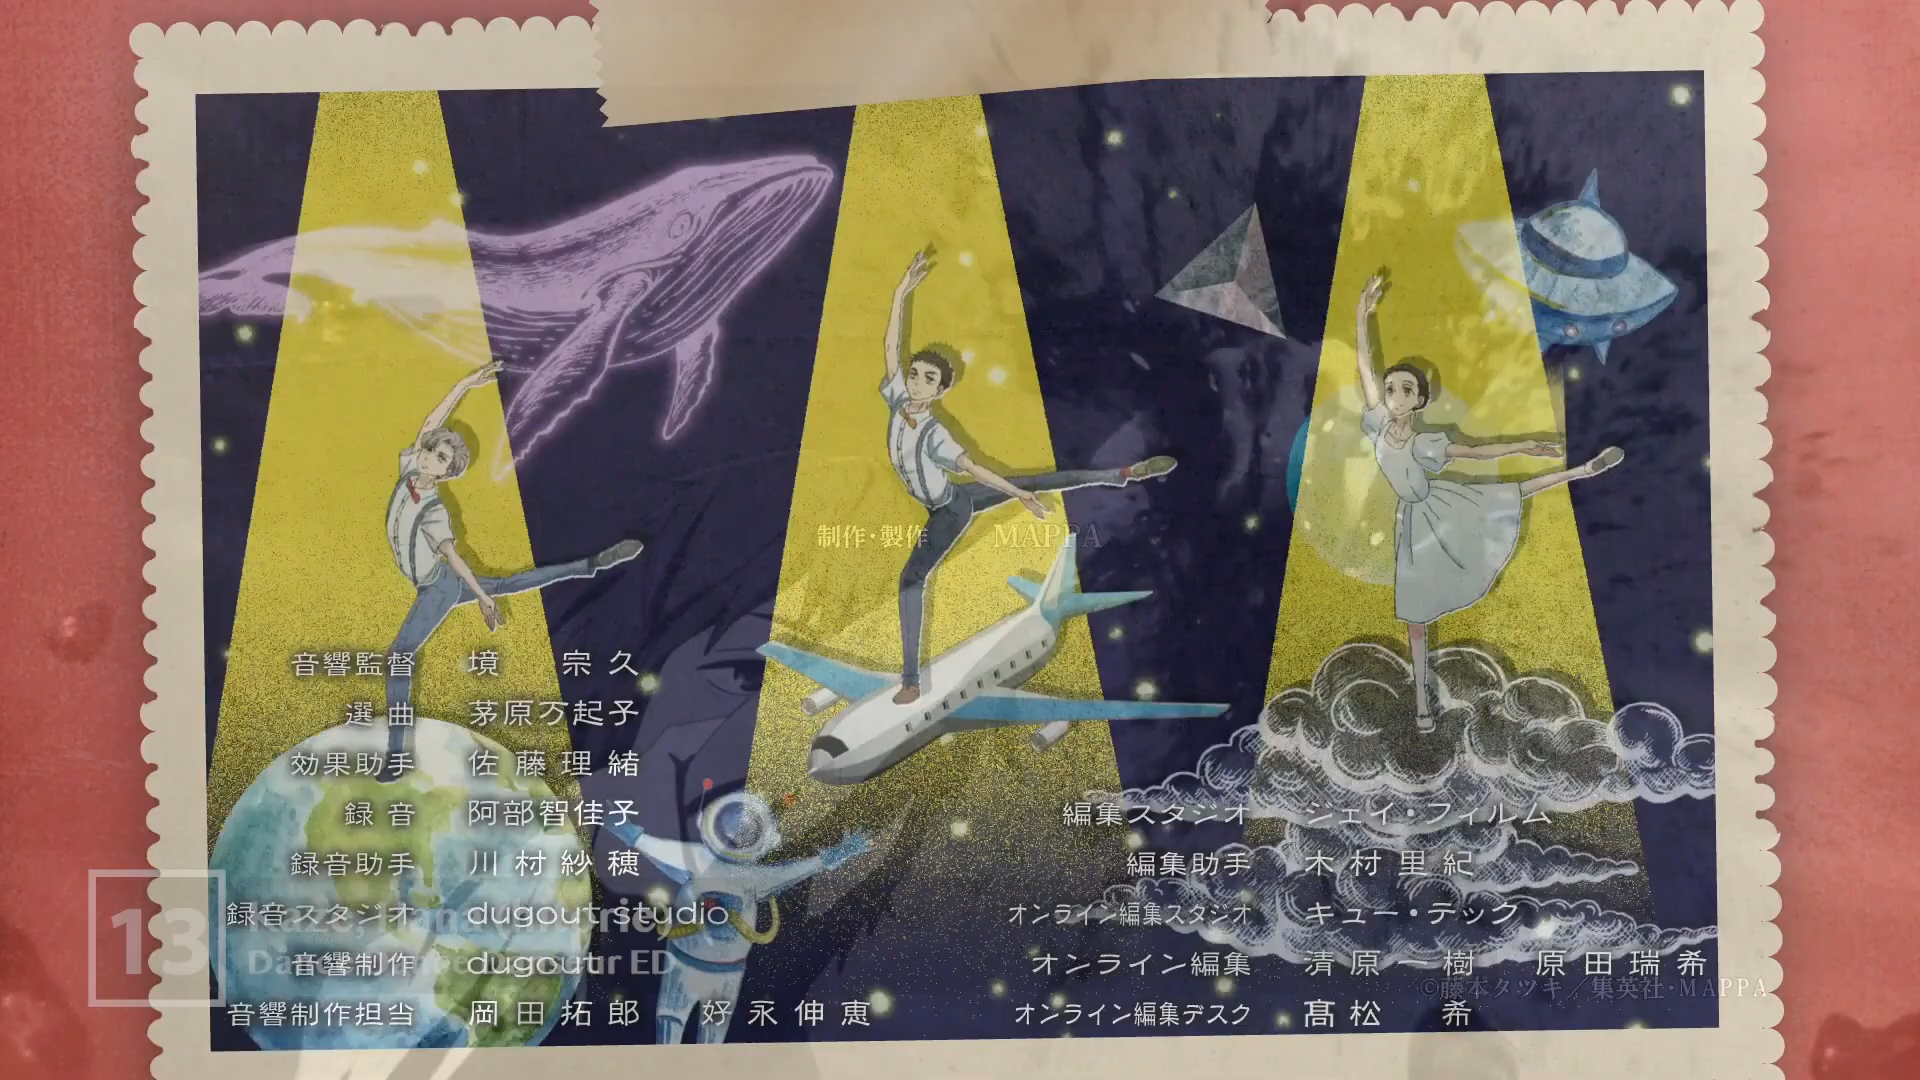 制作・製作 MAPPA
音響監督 境 宗久
選曲 茅原万起子
効果助手 佐藤理緒
録音 阿部智佳子
録音助手 川村紗穂
録音スタジオ dugout studio
音響制作 dugout
音響制作担当 岡田拓郎 好永伸恵
編集スタジオ ジェイ・フィルム
編集助手 木村里紀
オンライン編集スタジオ キュー・テック
オンライン編集 清原一樹 原田瑞希
オンライン編集デスク 髙松 希
13
ED
©藤本タツキ／集英社・MAPPA